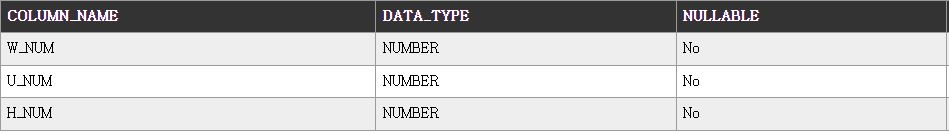 COLUMN_NAME DATA_TYPE NULLABLE
W_NUM NUMBER No
U_NUM NUMBER No
H_NUM NUMBER No